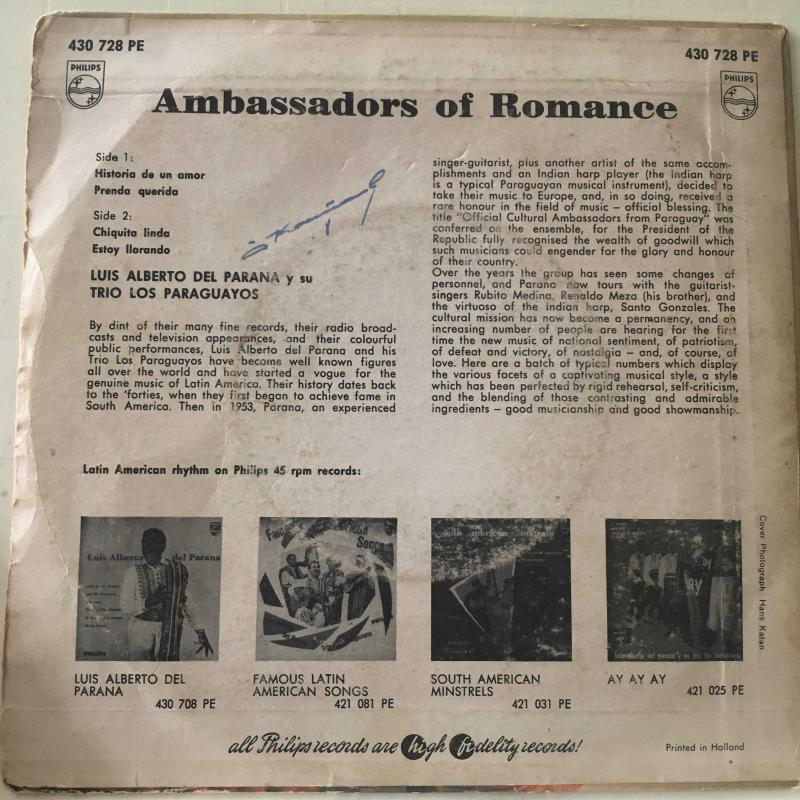 430 728 PE
430 728 PE
PHILIPS
PHILIPS
Ambassadors of Romance
Side 1:
Historia de un amor
Prenda querida
Side 2:
Chiquita linda
Estoy llorando
LUIS ALBERTO DEL PARANA y su
TRIO LOS PARAGUAYOS
By dint of their many fine records, their radio broad-
casts and television appearances, and their colourful
public performances, Luis Alberto del Parana and his
Trio Los Paraguayos have become well known figures
all over the world and have started a vogue for the
genuine music of Latin America. Their history dates back
to the 'forties, when they first began to achieve fame in
South America. Then in 1953, Parana, an experienced
singer-guitarist, plus another artist of the same accom-
plishments and an Indian harp player (the Indian harp
is a typical Paraguayan musical instrument), decided to
take their music to Europe, and, in so doing, received a
rare honour in the field of music – official blessing. The
title "Official Cultural Ambassadors from Paraguay" was
conferred on the ensemble, for the President of the
Republic fully recognised the wealth of goodwill which
such musicians could engender for the glory and honour
of their country.
Over the years the group has seen some changes of
personnel, and Parana now tours with the guitarist-
singers Rubito Medina, Renaldo Meza (his brother), and
the virtuoso of the Indian harp, Santo Gonzales. The
cultural mission has now become a permanency, and an
increasing number of people are hearing for the first
time the new music of national sentiment, of patriotism,
of defeat and victory, of nostalgia – and, of course, of
love. Here are a batch of typical numbers which display
the various facets of a captivating musical style, a style
which has been perfected by rigid rehearsal, self-criticism,
and the blending of those contrasting and admirable
ingredients – good musicianship and good showmanship.
Latin American rhythm on Philips 45 rpm records:
Luis Alberto del Parana
PHILIPS
Famous Latin American
Songs
south american minstrels
AY
luis alberto del parana y su trio los paraguayos
Cover Photograph: Hans Katan
LUIS ALBERTO DEL
PARANA
430 708 PE
FAMOUS LATIN
AMERICAN SONGS
421 081 PE
SOUTH AMERICAN
MINSTRELS
421 031 PE
AY AY AY
421 025 PE
all Philips records are high fidelity records!
Printed in Holland